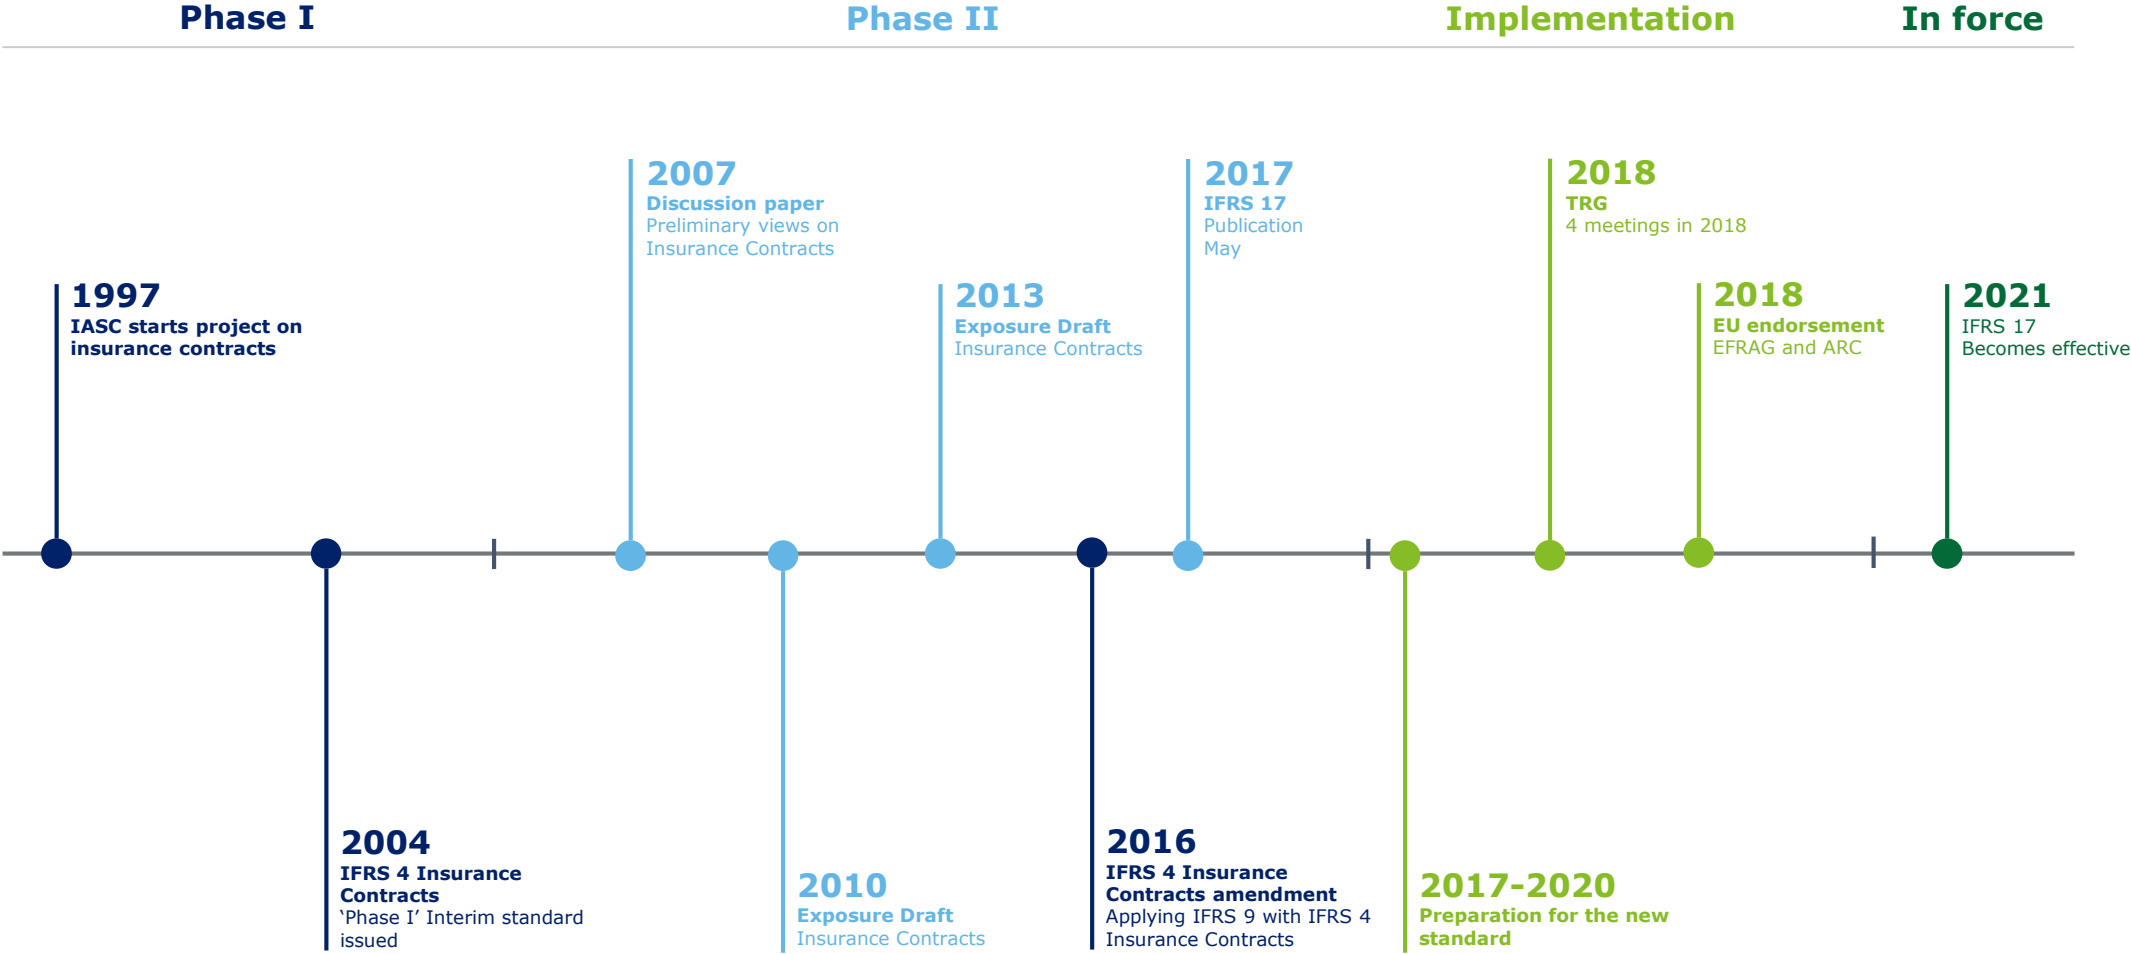 Phase I
Phase II
Implementation
In force
1997
IASC starts project on
insurance contracts
2004
IFRS 4 Insurance
Contracts
‘Phase I’ Interim standard
issued
2007
Discussion paper
Preliminary views on
Insurance Contracts
2010
Exposure Draft
Insurance Contracts
2013
Exposure Draft
Insurance Contracts
2016
IFRS 4 Insurance
Contracts amendment
Applying IFRS 9 with IFRS 4
Insurance Contracts
2017
IFRS 17
Publication
May
2017-2020
Preparation for the new
standard
2018
TRG
4 meetings in 2018
2018
EU endorsement
EFRAG and ARC
2021
IFRS 17
Becomes effective